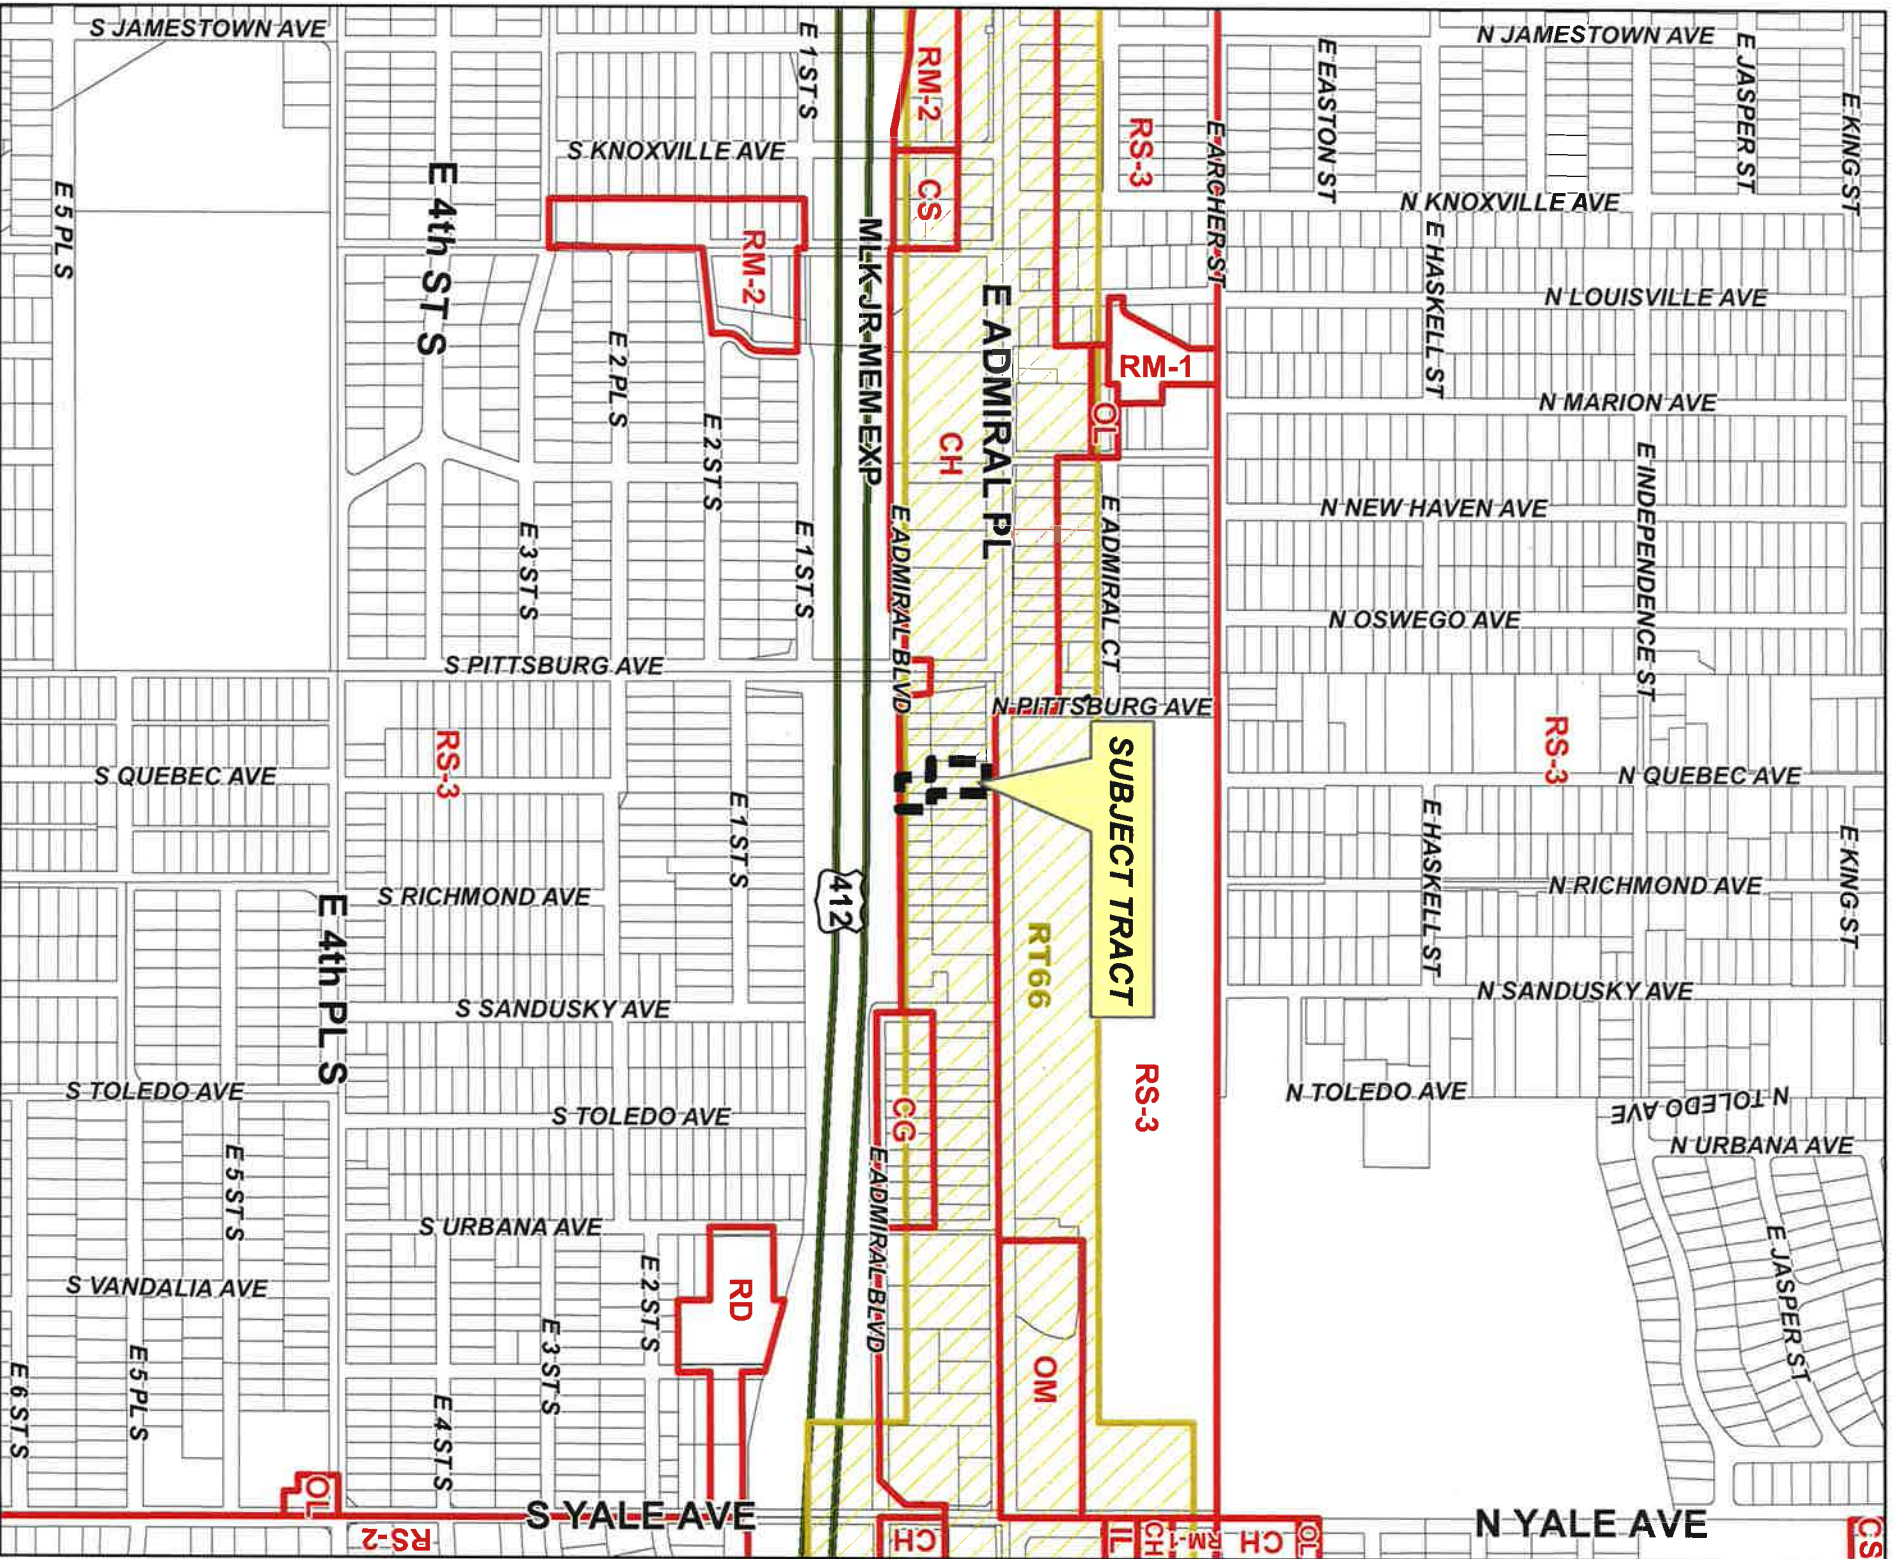 S JAMESTOWN AVE
E 1 ST S
RM-2
N JAMESTOWN AVE
E JASPER ST
E EASTON ST
E KING ST
S KNOXVILLE AVE
RS-3
E ARCHER ST
E 4th ST S
E 5 PL S
CS
N KNOXVILLE AVE
RM-2
MLK JR MEM EXP
E HASKELL ST
E ADMIRAL PL
N LOUISVILLE AVE
E 2 PL S
RM-1
OL
N MARION AVE
E 2 ST S
CH
E INDEPENDENCE ST
E 3 ST S
E 1 ST S
E ADMIRAL BLVD
E ADMIRAL CT
N NEW HAVEN AVE
N OSWEGO AVE
S PITTSBURG AVE
N PITTSBURG AVE
RS-3
RS-3
SUBJECT TRACT
S QUEBEC AVE
N QUEBEC AVE
E 1 ST S
E HASKELL ST
E KING ST
412
S RICHMOND AVE
N RICHMOND AVE
E 4th PL S
RT66
S SANDUSKY AVE
N SANDUSKY AVE
S TOLEDO AVE
S TOLEDO AVE
CG
RS-3
N TOLEDO AVE
N TOLEDO AVE
E 5 ST S
E ADMIRAL BLVD
N URBANA AVE
S URBANA AVE
E 2 ST S
RD
E JASPER ST
S VANDALIA AVE
E 3 ST S
E 5 PL S
OM
E 6 ST S
E 4 ST S
OL
S YALE AVE
N YALE AVE
RS-2
CH
IL
CH
RM-1
CH
OL
CS